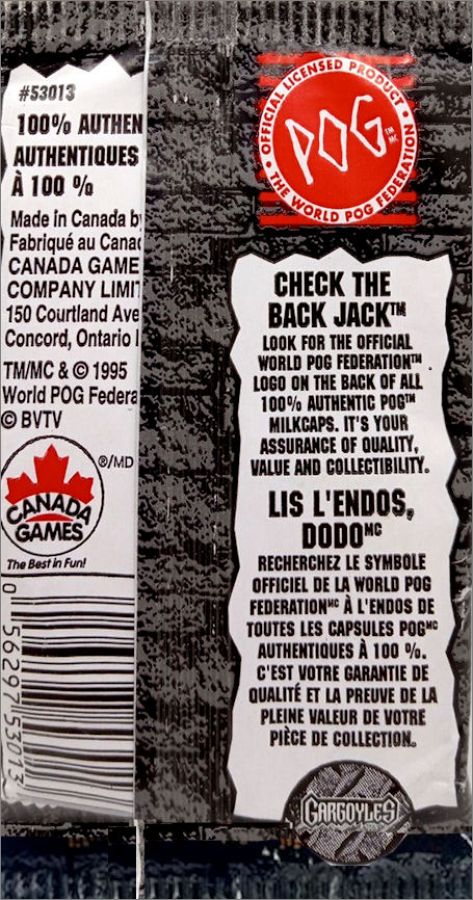 #53013
100% AUTHEN
AUTHENTIQUES
À 100 %
Made in Canada b
Fabriqué au Canad
CANADA GAME
COMPANY LIMIT
150 Courtland Ave
Concord, Ontario
TM/MC & © 1995
World POG Federa
© BVTV
®/MD
CANADA
GAMES
The Best in Fun!
0 56297 53013
• OFFICIAL LICENSED PRODUCT •
THE WORLD POG FEDERATION
POG™
MC
CHECK THE
BACK JACK™
LOOK FOR THE OFFICIAL
WORLD POG FEDERATION™
LOGO ON THE BACK OF ALL
100% AUTHENTIC POG™
MILKCAPS. IT'S YOUR
ASSURANCE OF QUALITY,
VALUE AND COLLECTIBILITY.
LIS L'ENDOS,
DODO MC
RECHERCHEZ LE SYMBOLE
OFFICIEL DE LA WORLD POG
FEDERATION MC À L'ENDOS DE
TOUTES LES CAPSULES POG MC
AUTHENTIQUES À 100 %.
C'EST VOTRE GARANTIE DE
QUALITÉ ET LA PREUVE DE LA
PLEINE VALEUR DE VOTRE
PIÈCE DE COLLECTION.
GARGOYLES